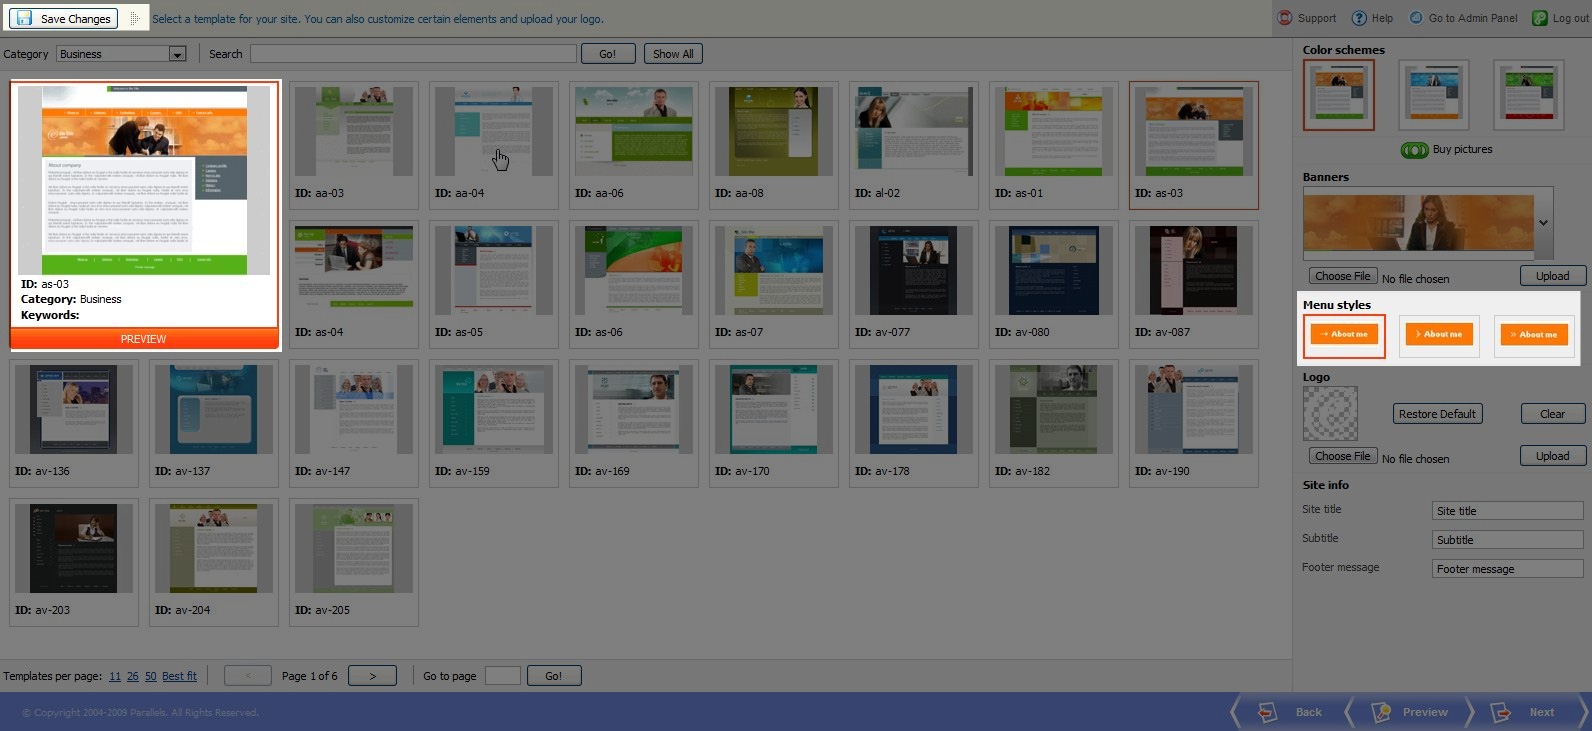 Save Changes
Select a template for your site. You can also customize certain elements and upload your logo.
Support Help Go to Admin Panel Log out
Category Business Search Go! Show All
ID: as-03
Category: Business
Keywords:
PREVIEW
ID: aa-03 ID: aa-04 ID: aa-06 ID: aa-08 ID: al-02 ID: as-01 ID: as-03
ID: as-04 ID: as-05 ID: as-06 ID: as-07 ID: av-077 ID: av-080 ID: av-087
ID: av-136 ID: av-137 ID: av-147 ID: av-159 ID: av-169 ID: av-170 ID: av-178 ID: av-182 ID: av-190
ID: av-203 ID: av-204 ID: av-205
Color schemes
Buy pictures
Banners
Choose File No file chosen Upload
Menu styles
About me About me About me
Logo
Restore Default Clear
Choose File No file chosen Upload
Site info
Site title Site title
Subtitle Subtitle
Footer message Footer message
Templates per page: 11 26 50 Best fit < Page 1 of 6 > Go to page Go!
© Copyright 2004-2009 Parallels. All Rights Reserved.
Back Preview Next